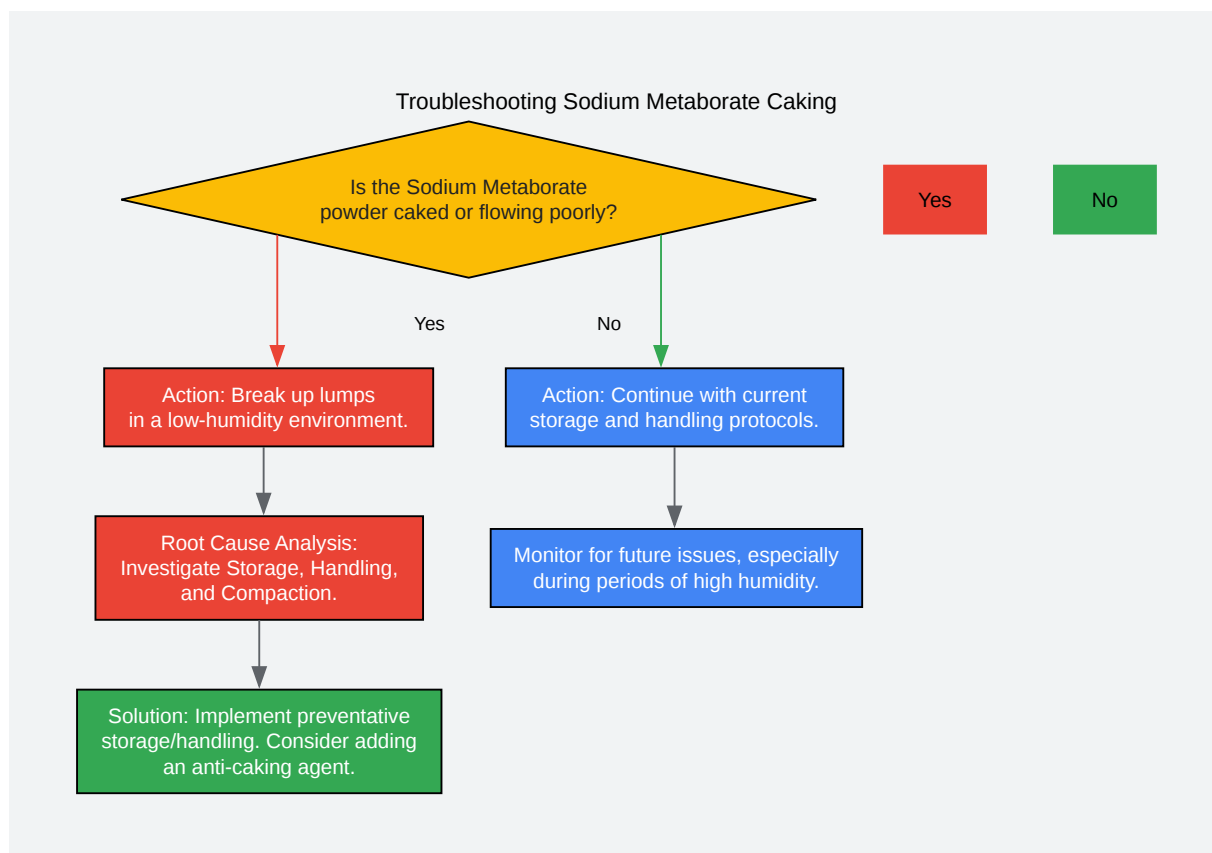 Troubleshooting Sodium Metaborate Caking
Is the Sodium Metaborate
powder caked or flowing poorly?
Yes
No
Yes
No
Action: Break up lumps
in a low-humidity environment.
Action: Continue with current
storage and handling protocols.
Root Cause Analysis:
Investigate Storage, Handling,
and Compaction.
Monitor for future issues, especially
during periods of high humidity.
Solution: Implement preventative
storage/handling. Consider adding
an anti-caking agent.